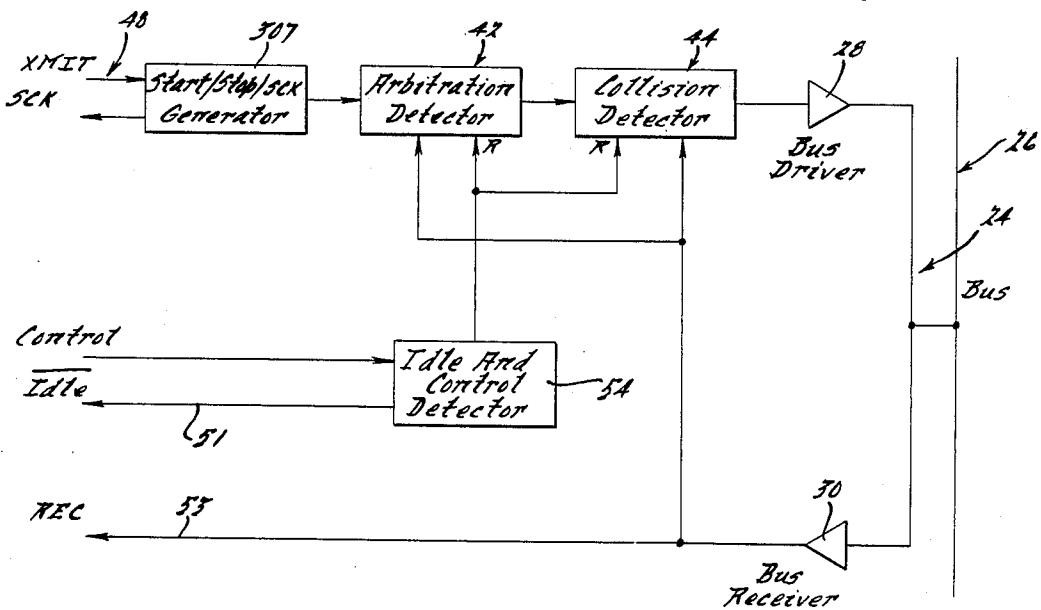 48
307
42
44
28
XMIT
SCK
Start/Stop/SCK
Generator
Arbitration
Detector
Collision
Detector
R
R
Bus
Driver
26
24
Bus
Control
Idle
Idle And
Control
Detector
54
51
REC
53
30
Bus
Receiver